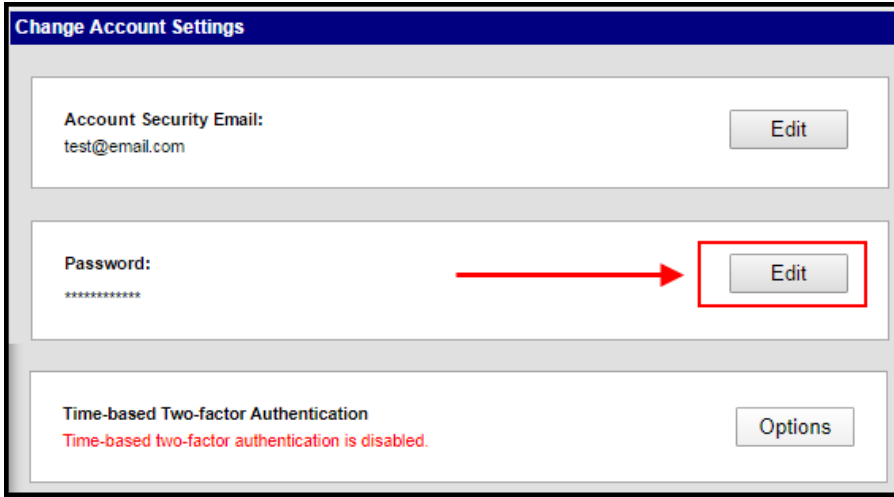 Change Account Settings
Account Security Email:
test@email.com
Edit
Password:
************
Edit
Time-based Two-factor Authentication
Time-based two-factor authentication is disabled.
Options